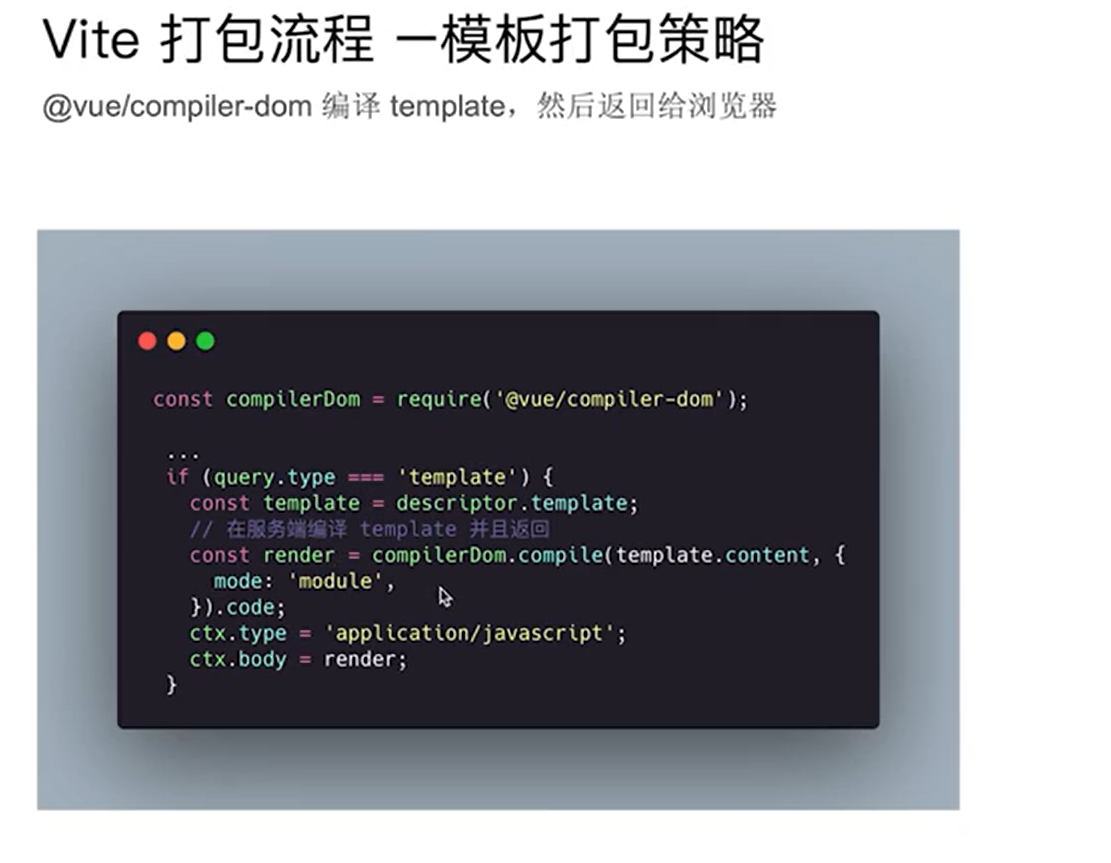 Vite 打包流程 —模板打包策略
@vue/compiler-dom 编译 template，然后返回给浏览器
const compilerDom = require('@vue/compiler-dom');
...
if (query.type === 'template') {
const template = descriptor.template;
// 在服务端编译 template 并且返回
const render = compilerDom.compile(template.content, {
mode: 'module',
}).code;
ctx.type = 'application/javascript';
ctx.body = render;
}